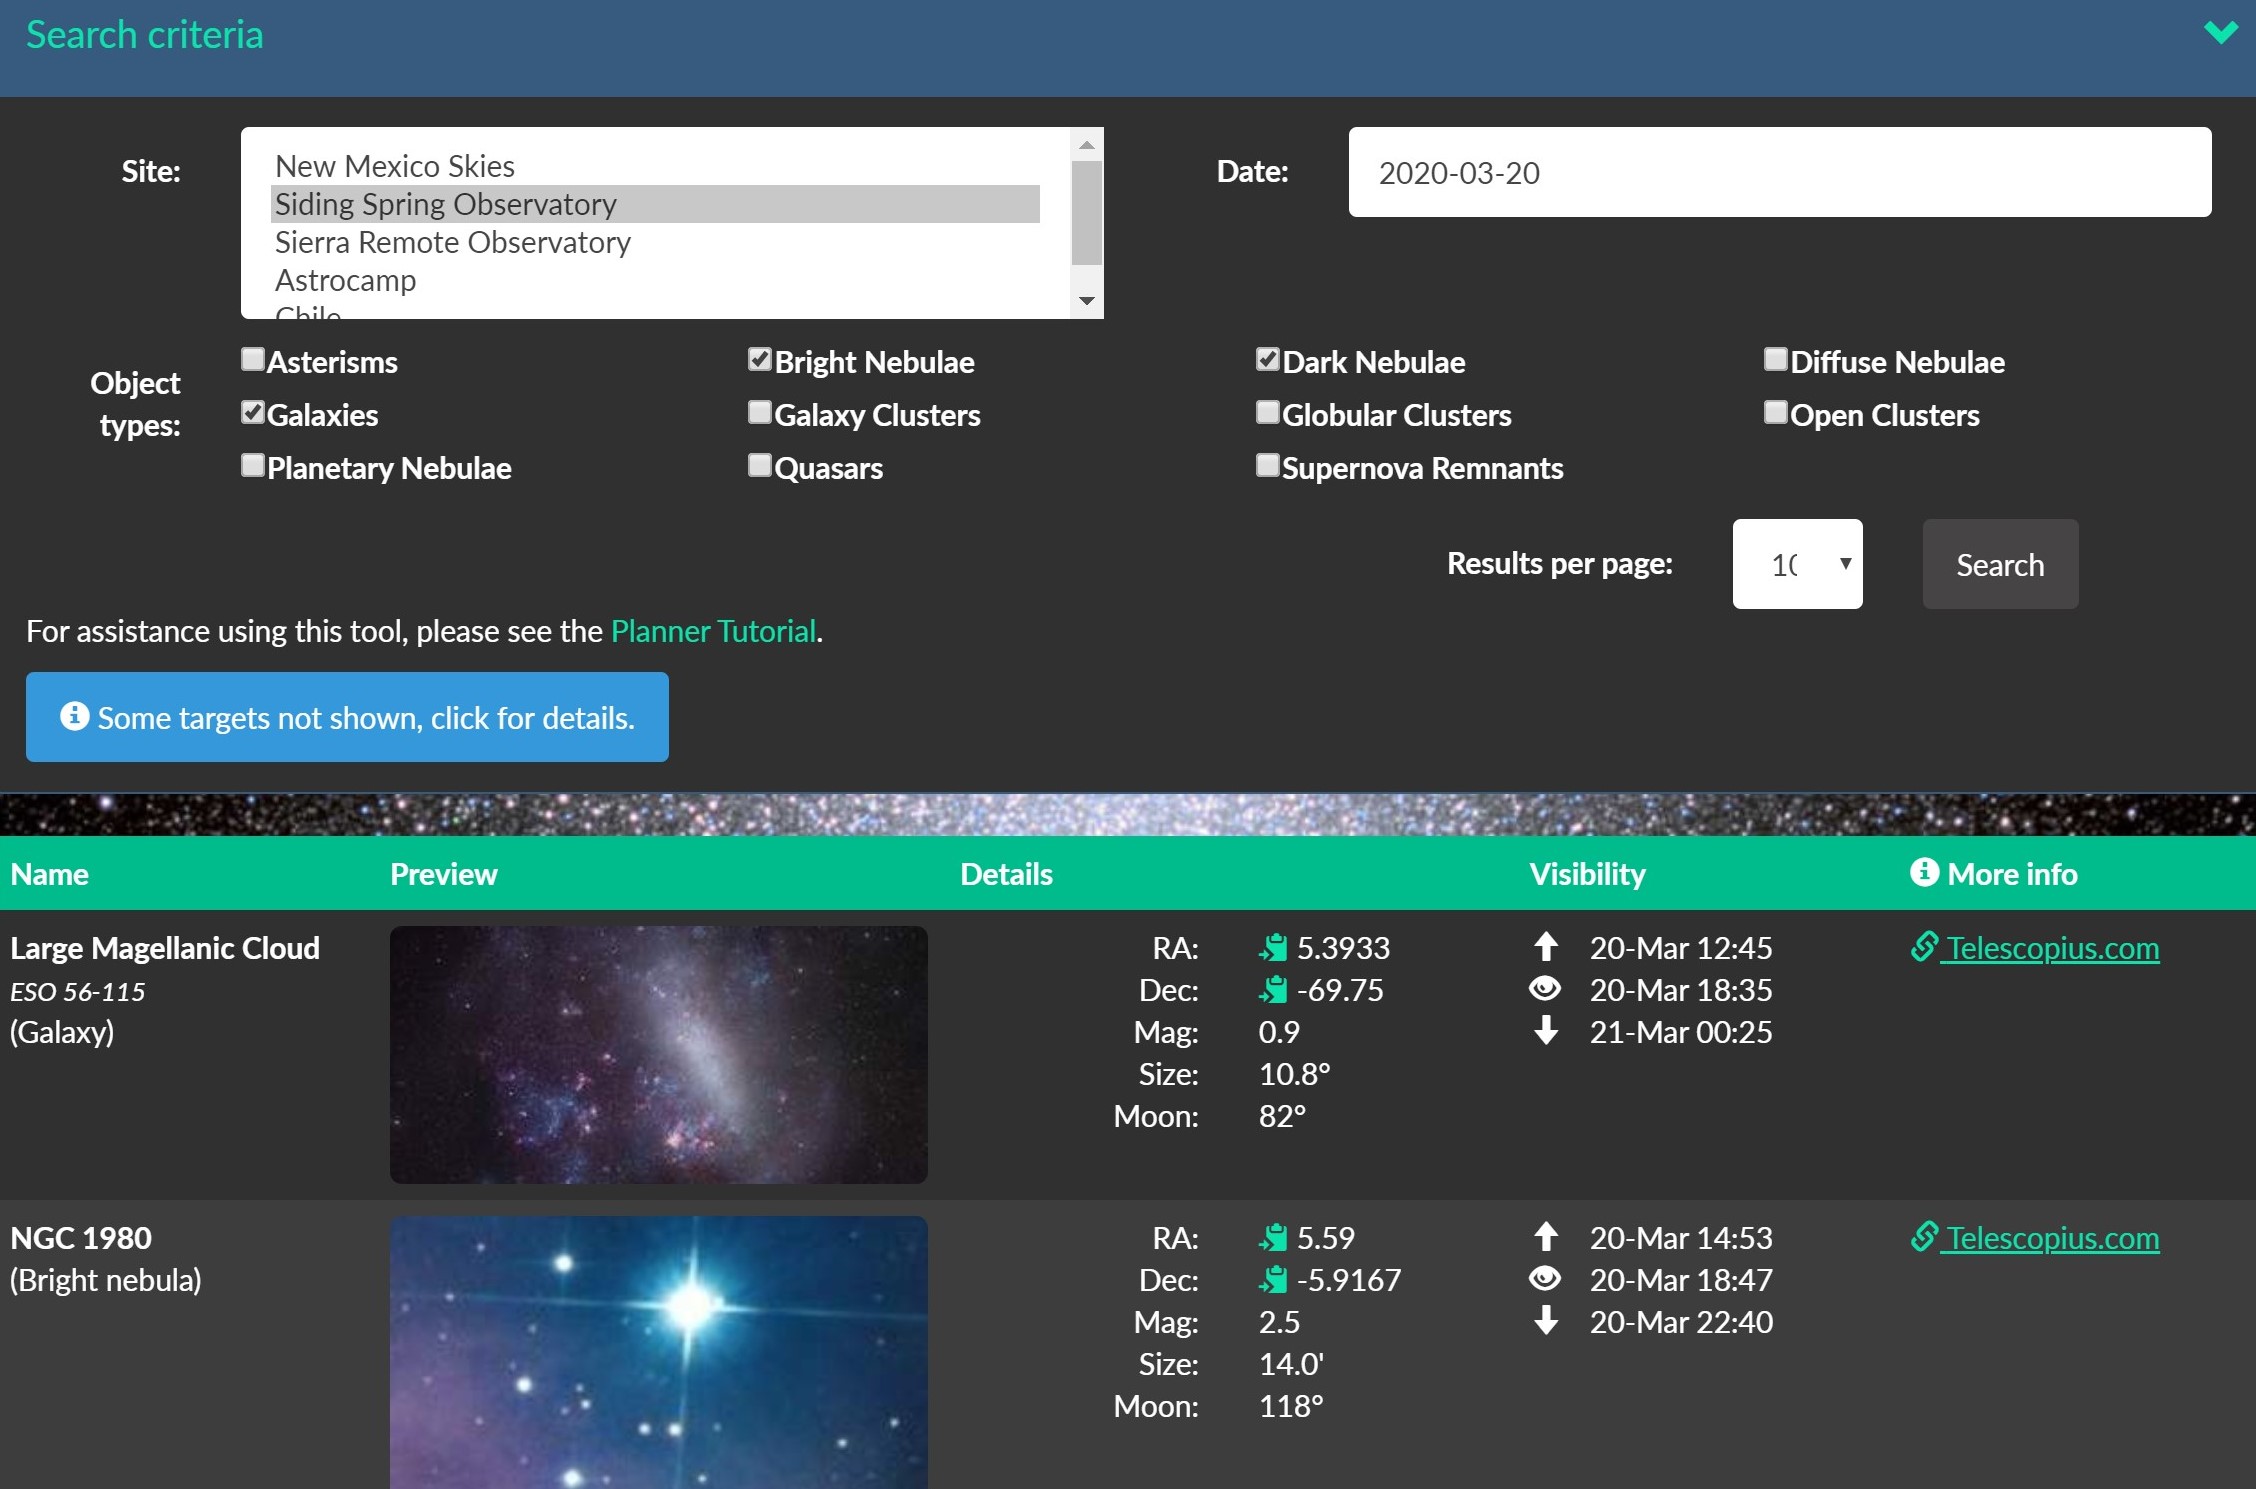 Search criteria
Site:
New Mexico Skies
Siding Spring Observatory
Sierra Remote Observatory
Astrocamp
Chile
Date:
2020-03-20
Object types:
Asterisms
Bright Nebulae
Dark Nebulae
Diffuse Nebulae
Galaxies
Galaxy Clusters
Globular Clusters
Open Clusters
Planetary Nebulae
Quasars
Supernova Remnants
Results per page:
10
Search
For assistance using this tool, please see the Planner Tutorial.
Some targets not shown, click for details.
Name Preview Details Visibility More info
Large Magellanic Cloud
ESO 56-115
(Galaxy)
RA: 5.3933
Dec: -69.75
Mag: 0.9
Size: 10.8°
Moon: 82°
20-Mar 12:45
20-Mar 18:35
21-Mar 00:25
Telescopius.com
NGC 1980
(Bright nebula)
RA: 5.59
Dec: -5.9167
Mag: 2.5
Size: 14.0'
Moon: 118°
20-Mar 14:53
20-Mar 18:47
20-Mar 22:40
Telescopius.com